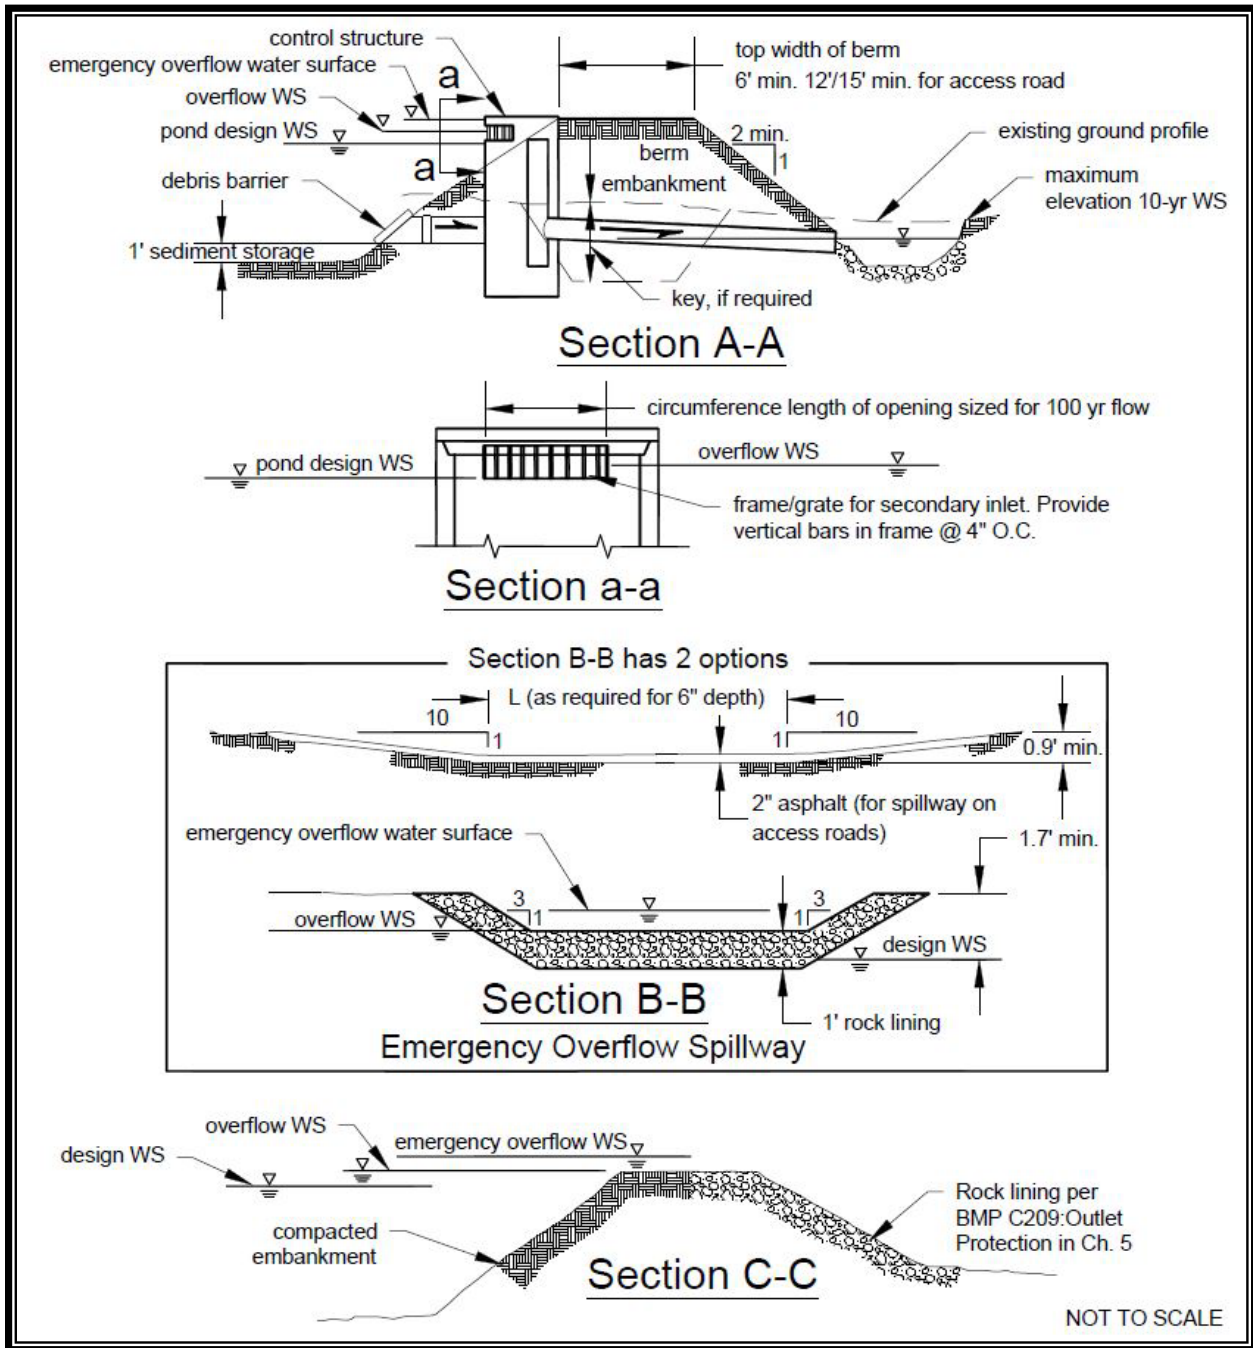 control structure
emergency overflow water surface
overflow WS
pond design WS
debris barrier
1' sediment storage
a
a
top width of berm
6' min. 12'/15' min. for access road
2 min.
1
berm
embankment
existing ground profile
maximum
elevation 10-yr WS
key, if required
Section A-A
circumference length of opening sized for 100 yr flow
pond design WS
overflow WS
frame/grate for secondary inlet. Provide
vertical bars in frame @ 4" O.C.
Section a-a
Section B-B has 2 options
L (as required for 6" depth)
10
1
10
1
0.9' min.
2" asphalt (for spillway on
access roads)
emergency overflow water surface
1.7' min.
overflow WS
3
1
3
1
design WS
1' rock lining
Section B-B
Emergency Overflow Spillway
overflow WS
emergency overflow WS
design WS
compacted
embankment
Rock lining per
BMP C209:Outlet
Protection in Ch. 5
Section C-C
NOT TO SCALE